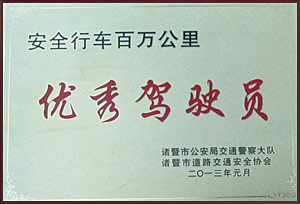 安全行车百万公里
优秀驾驶员
诸暨市公安局交通警察大队
诸暨市道路交通安全协会
二〇一三年元月